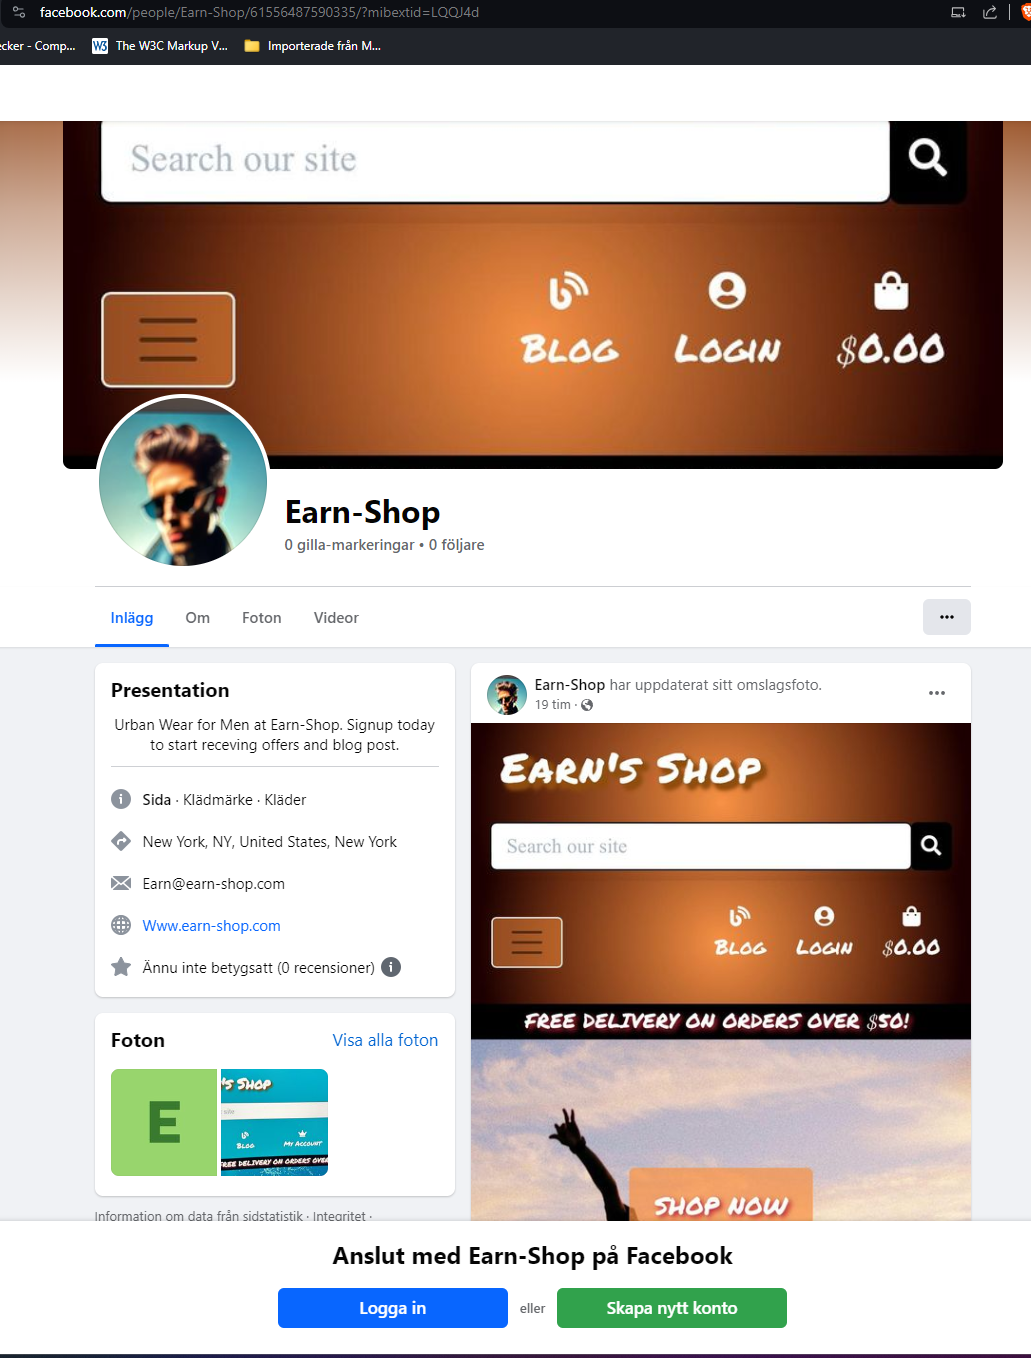 facebook.com/people/Earn-Shop/61556487590335/?mibextid=LQQJ4d
ecker - Comp...
W3 The W3C Markup V...
Importerade från M...
Search our site
BLOG LOGIN $0.00
Earn-Shop
0 gilla-markeringar • 0 följare
Inlägg Om Foton Videor
Presentation
Urban Wear for Men at Earn-Shop. Signup today
to start receving offers and blog post.
Sida · Klädmärke · Kläder
New York, NY, United States, New York
Earn@earn-shop.com
Www.earn-shop.com
Ännu inte betygsatt (0 recensioner)
Foton Visa alla foton
E
'S SHOP
site
BLOG MY ACCOUNT
FREE DELIVERY ON ORDERS OVER
Information om data från sidstatistik · Integritet ·
Earn-Shop har uppdaterat sitt omslagsfoto.
19 tim ·
EARN'S SHOP
Search our site
BLOG LOGIN $0.00
FREE DELIVERY ON ORDERS OVER $50!
SHOP NOW
Anslut med Earn-Shop på Facebook
Logga in eller Skapa nytt konto